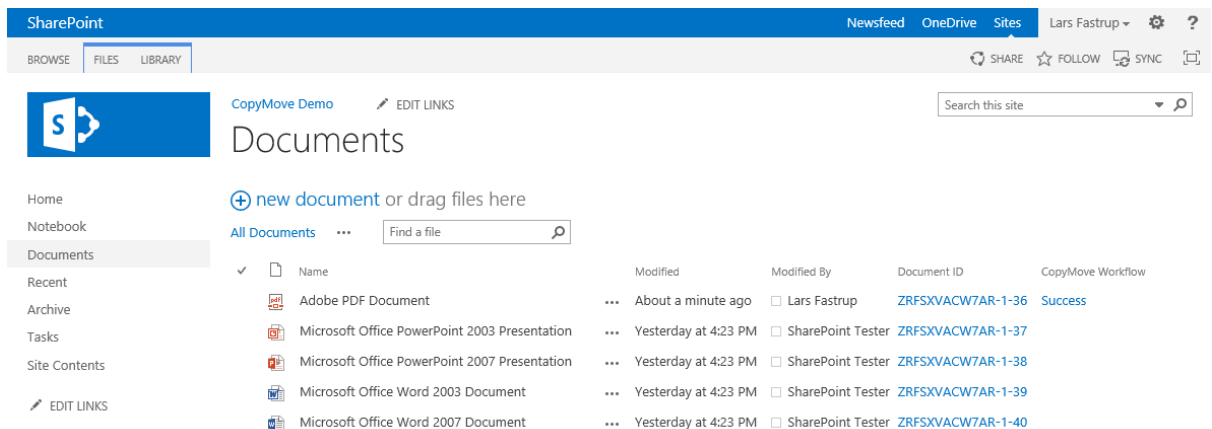 SharePoint Newsfeed OneDrive Sites Lars Fastrup ?
BROWSE FILES LIBRARY SHARE FOLLOW SYNC
S
CopyMove Demo EDIT LINKS Search this site
Documents
Home
Notebook
Documents
Recent
Archive
Tasks
Site Contents
EDIT LINKS
new document or drag files here
All Documents ••• Find a file
Name Modified Modified By Document ID CopyMove Workflow
Adobe PDF Document ••• About a minute ago Lars Fastrup ZRFSXVACW7AR-1-36 Success
Microsoft Office PowerPoint 2003 Presentation ••• Yesterday at 4:23 PM SharePoint Tester ZRFSXVACW7AR-1-37
Microsoft Office PowerPoint 2007 Presentation ••• Yesterday at 4:23 PM SharePoint Tester ZRFSXVACW7AR-1-38
Microsoft Office Word 2003 Document ••• Yesterday at 4:23 PM SharePoint Tester ZRFSXVACW7AR-1-39
Microsoft Office Word 2007 Document ••• Yesterday at 4:23 PM SharePoint Tester ZRFSXVACW7AR-1-40